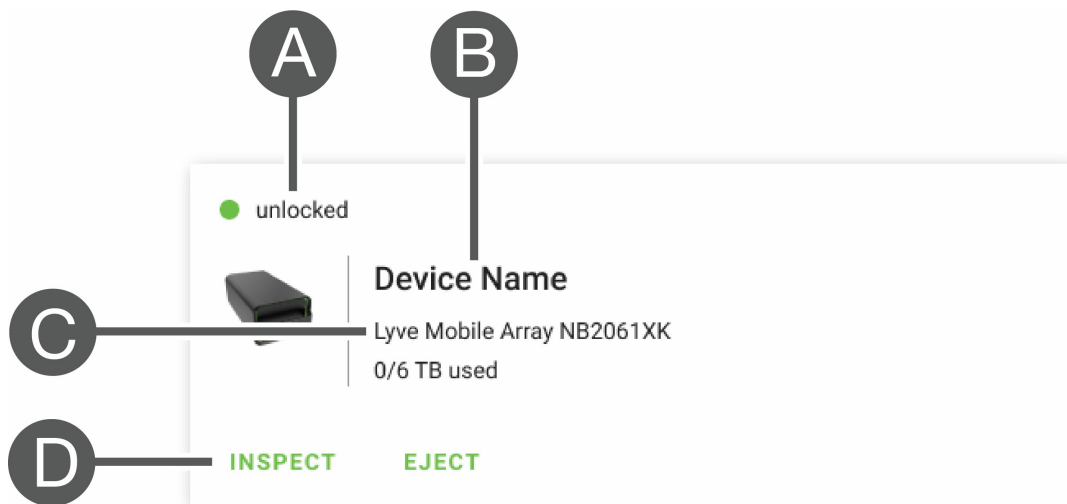 A
B
unlocked
Device Name
C
Lyve Mobile Array NB2061XK
0/6 TB used
D
INSPECT EJECT